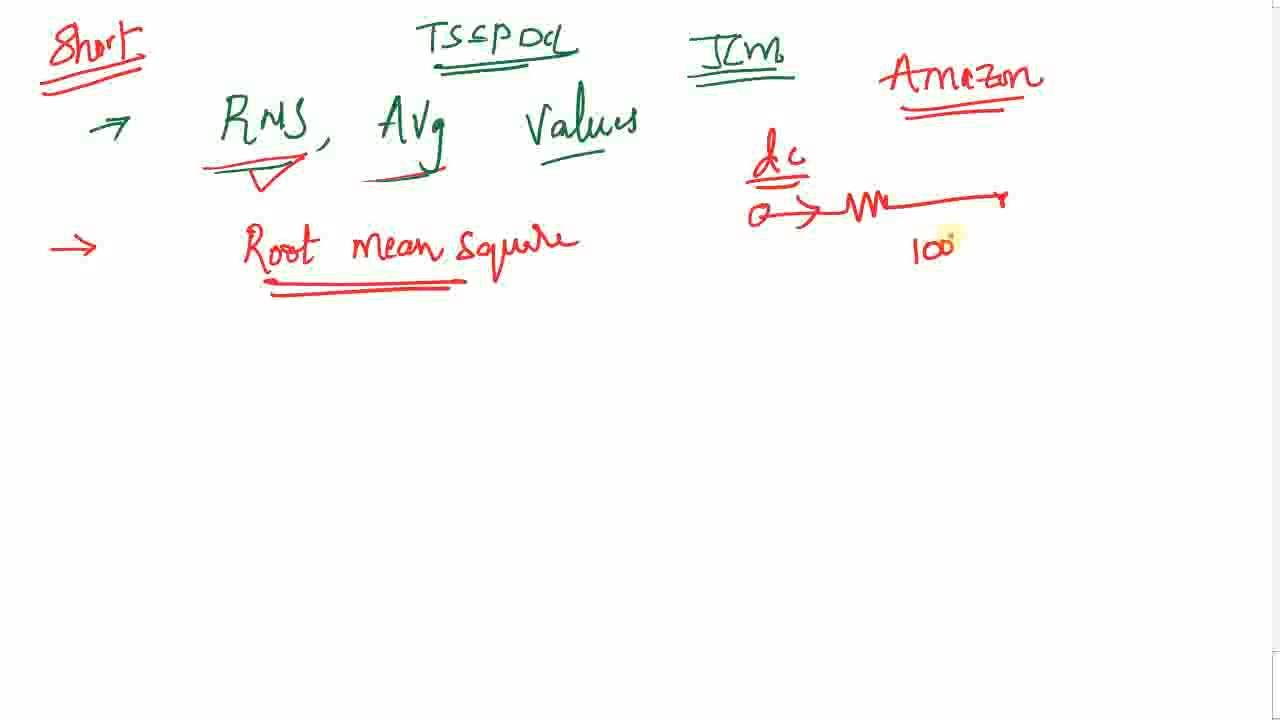 Short TSSPDCL JLM Amazon
→ RMS, Avg Values
dc
→ Root mean square
100°